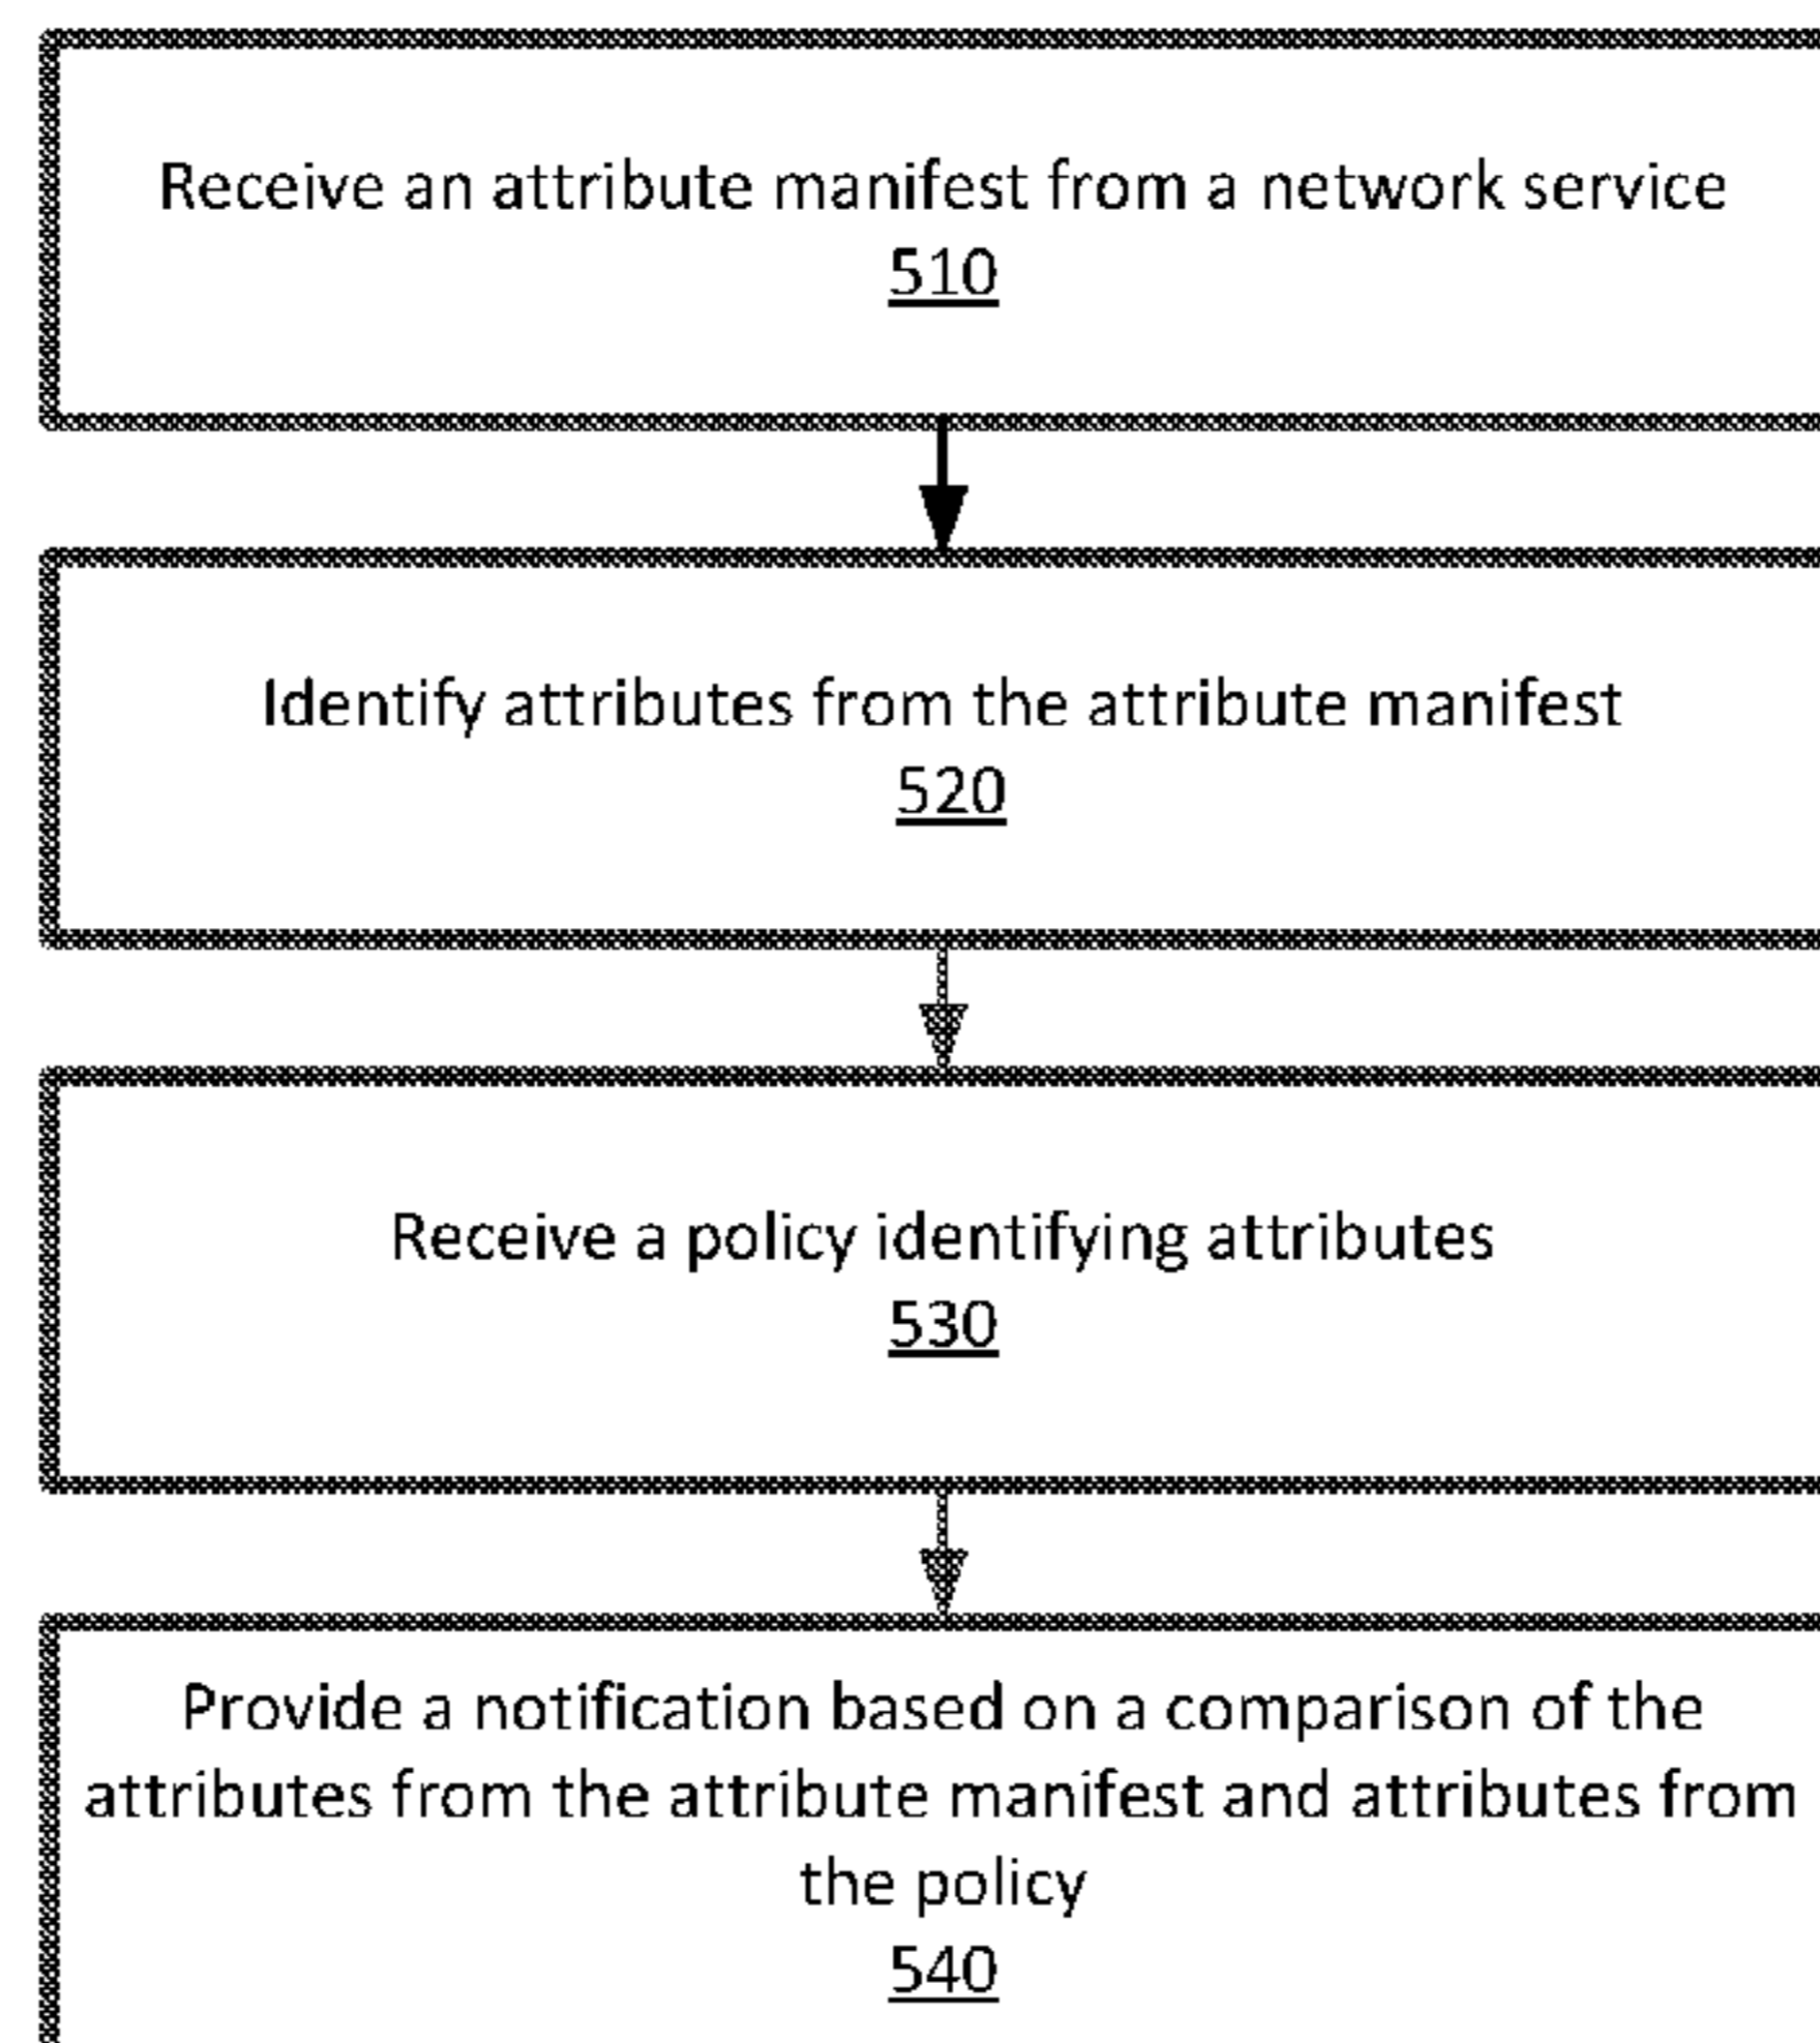 Receive an attribute manifest from a network service
510
Identify attributes from the attribute manifest
520
Receive a policy identifying attributes
530
Provide a notification based on a comparison of the
attributes from the attribute manifest and attributes from
the policy
540